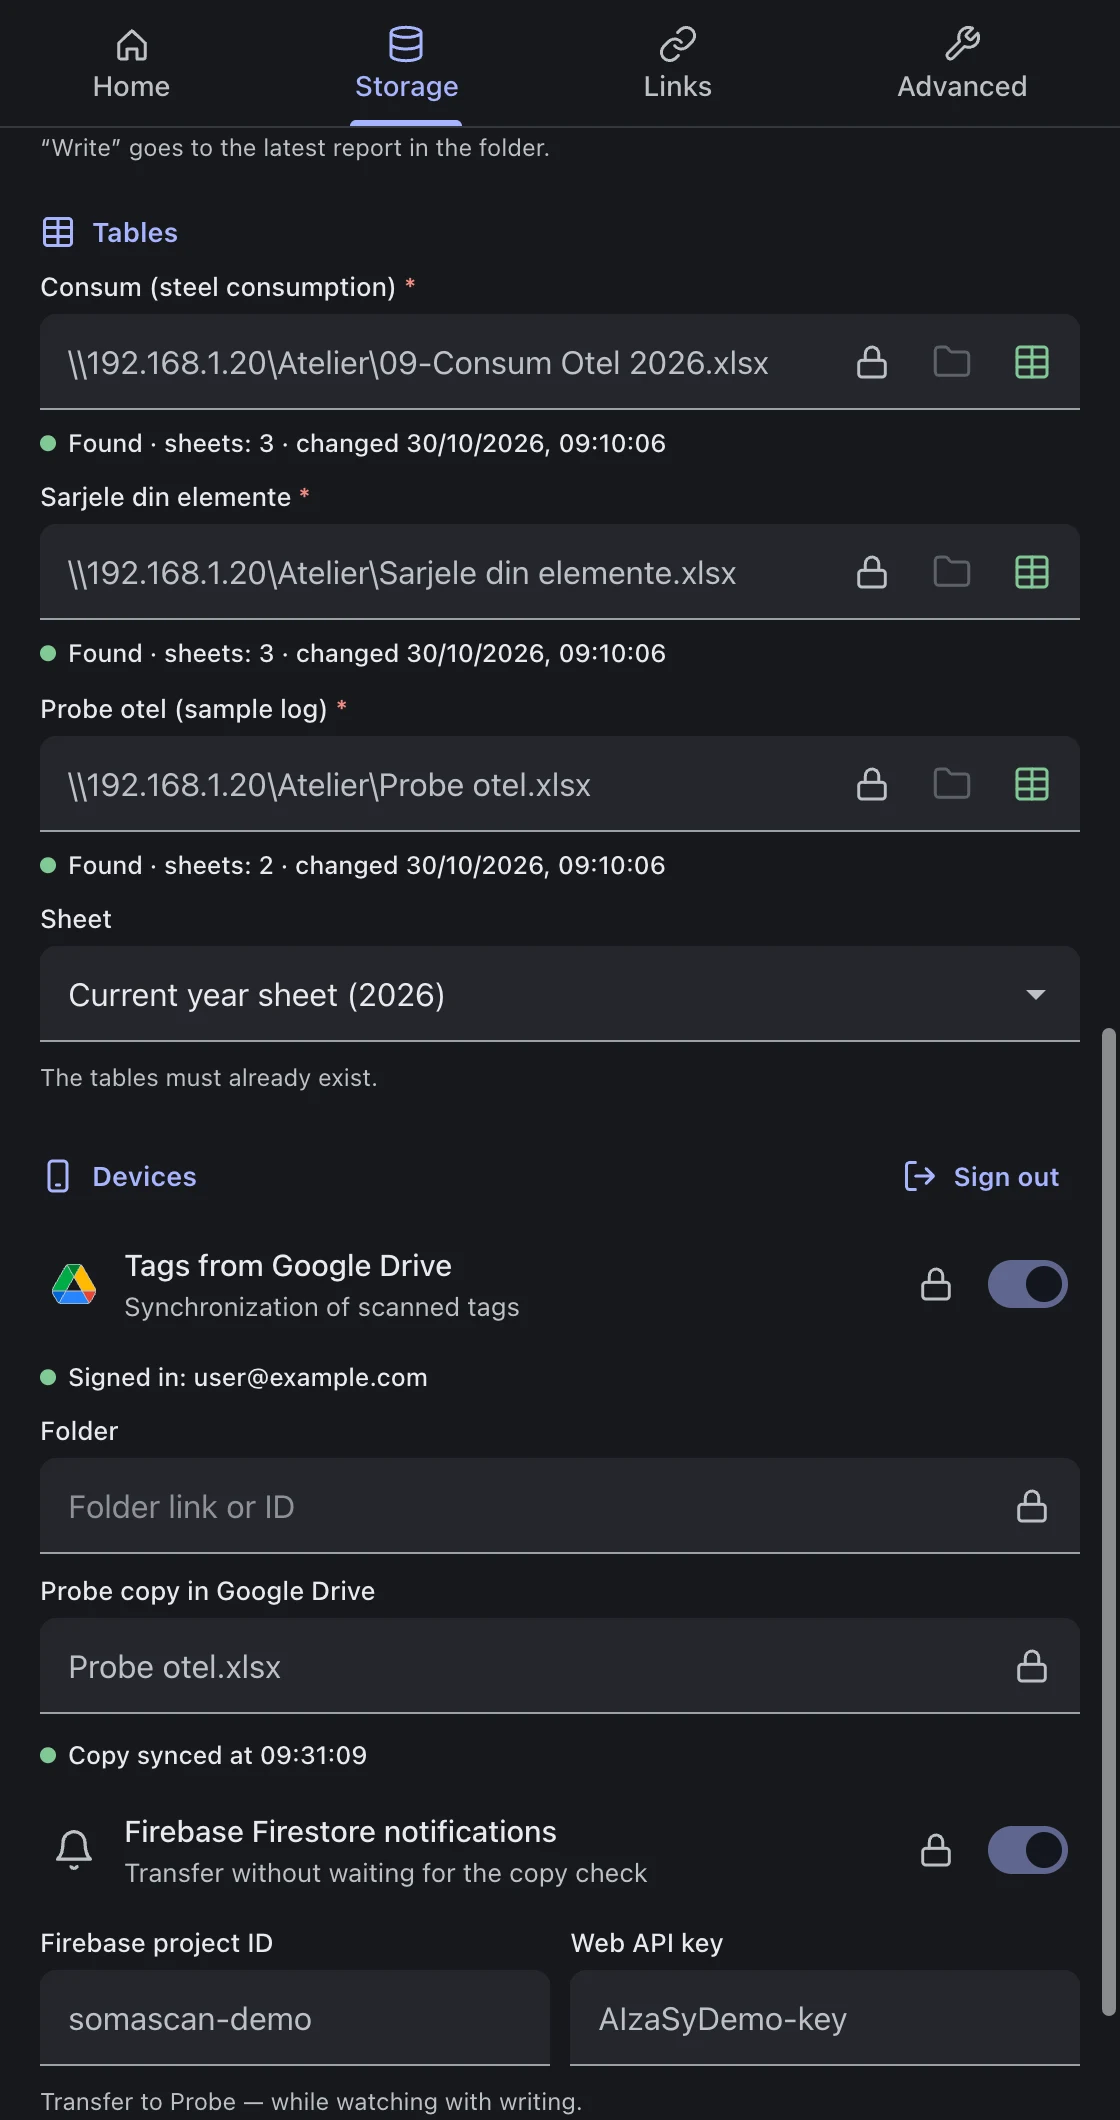 Home
Storage
Links
Advanced
“Write” goes to the latest report in the folder.
Tables
Consum (steel consumption) *
\\192.168.1.20\Atelier\09-Consum Otel 2026.xlsx
Found · sheets: 3 · changed 30/10/2026, 09:10:06
Sarjele din elemente *
\\192.168.1.20\Atelier\Sarjele din elemente.xlsx
Found · sheets: 3 · changed 30/10/2026, 09:10:06
Probe otel (sample log) *
\\192.168.1.20\Atelier\Probe otel.xlsx
Found · sheets: 2 · changed 30/10/2026, 09:10:06
Sheet
Current year sheet (2026)
The tables must already exist.
Devices
Sign out
Tags from Google Drive
Synchronization of scanned tags
Signed in: user@example.com
Folder
Folder link or ID
Probe copy in Google Drive
Probe otel.xlsx
Copy synced at 09:31:09
Firebase Firestore notifications
Transfer without waiting for the copy check
Firebase project ID
Web API key
somascan-demo
AIzaSyDemo-key
Transfer to Probe — while watching with writing.